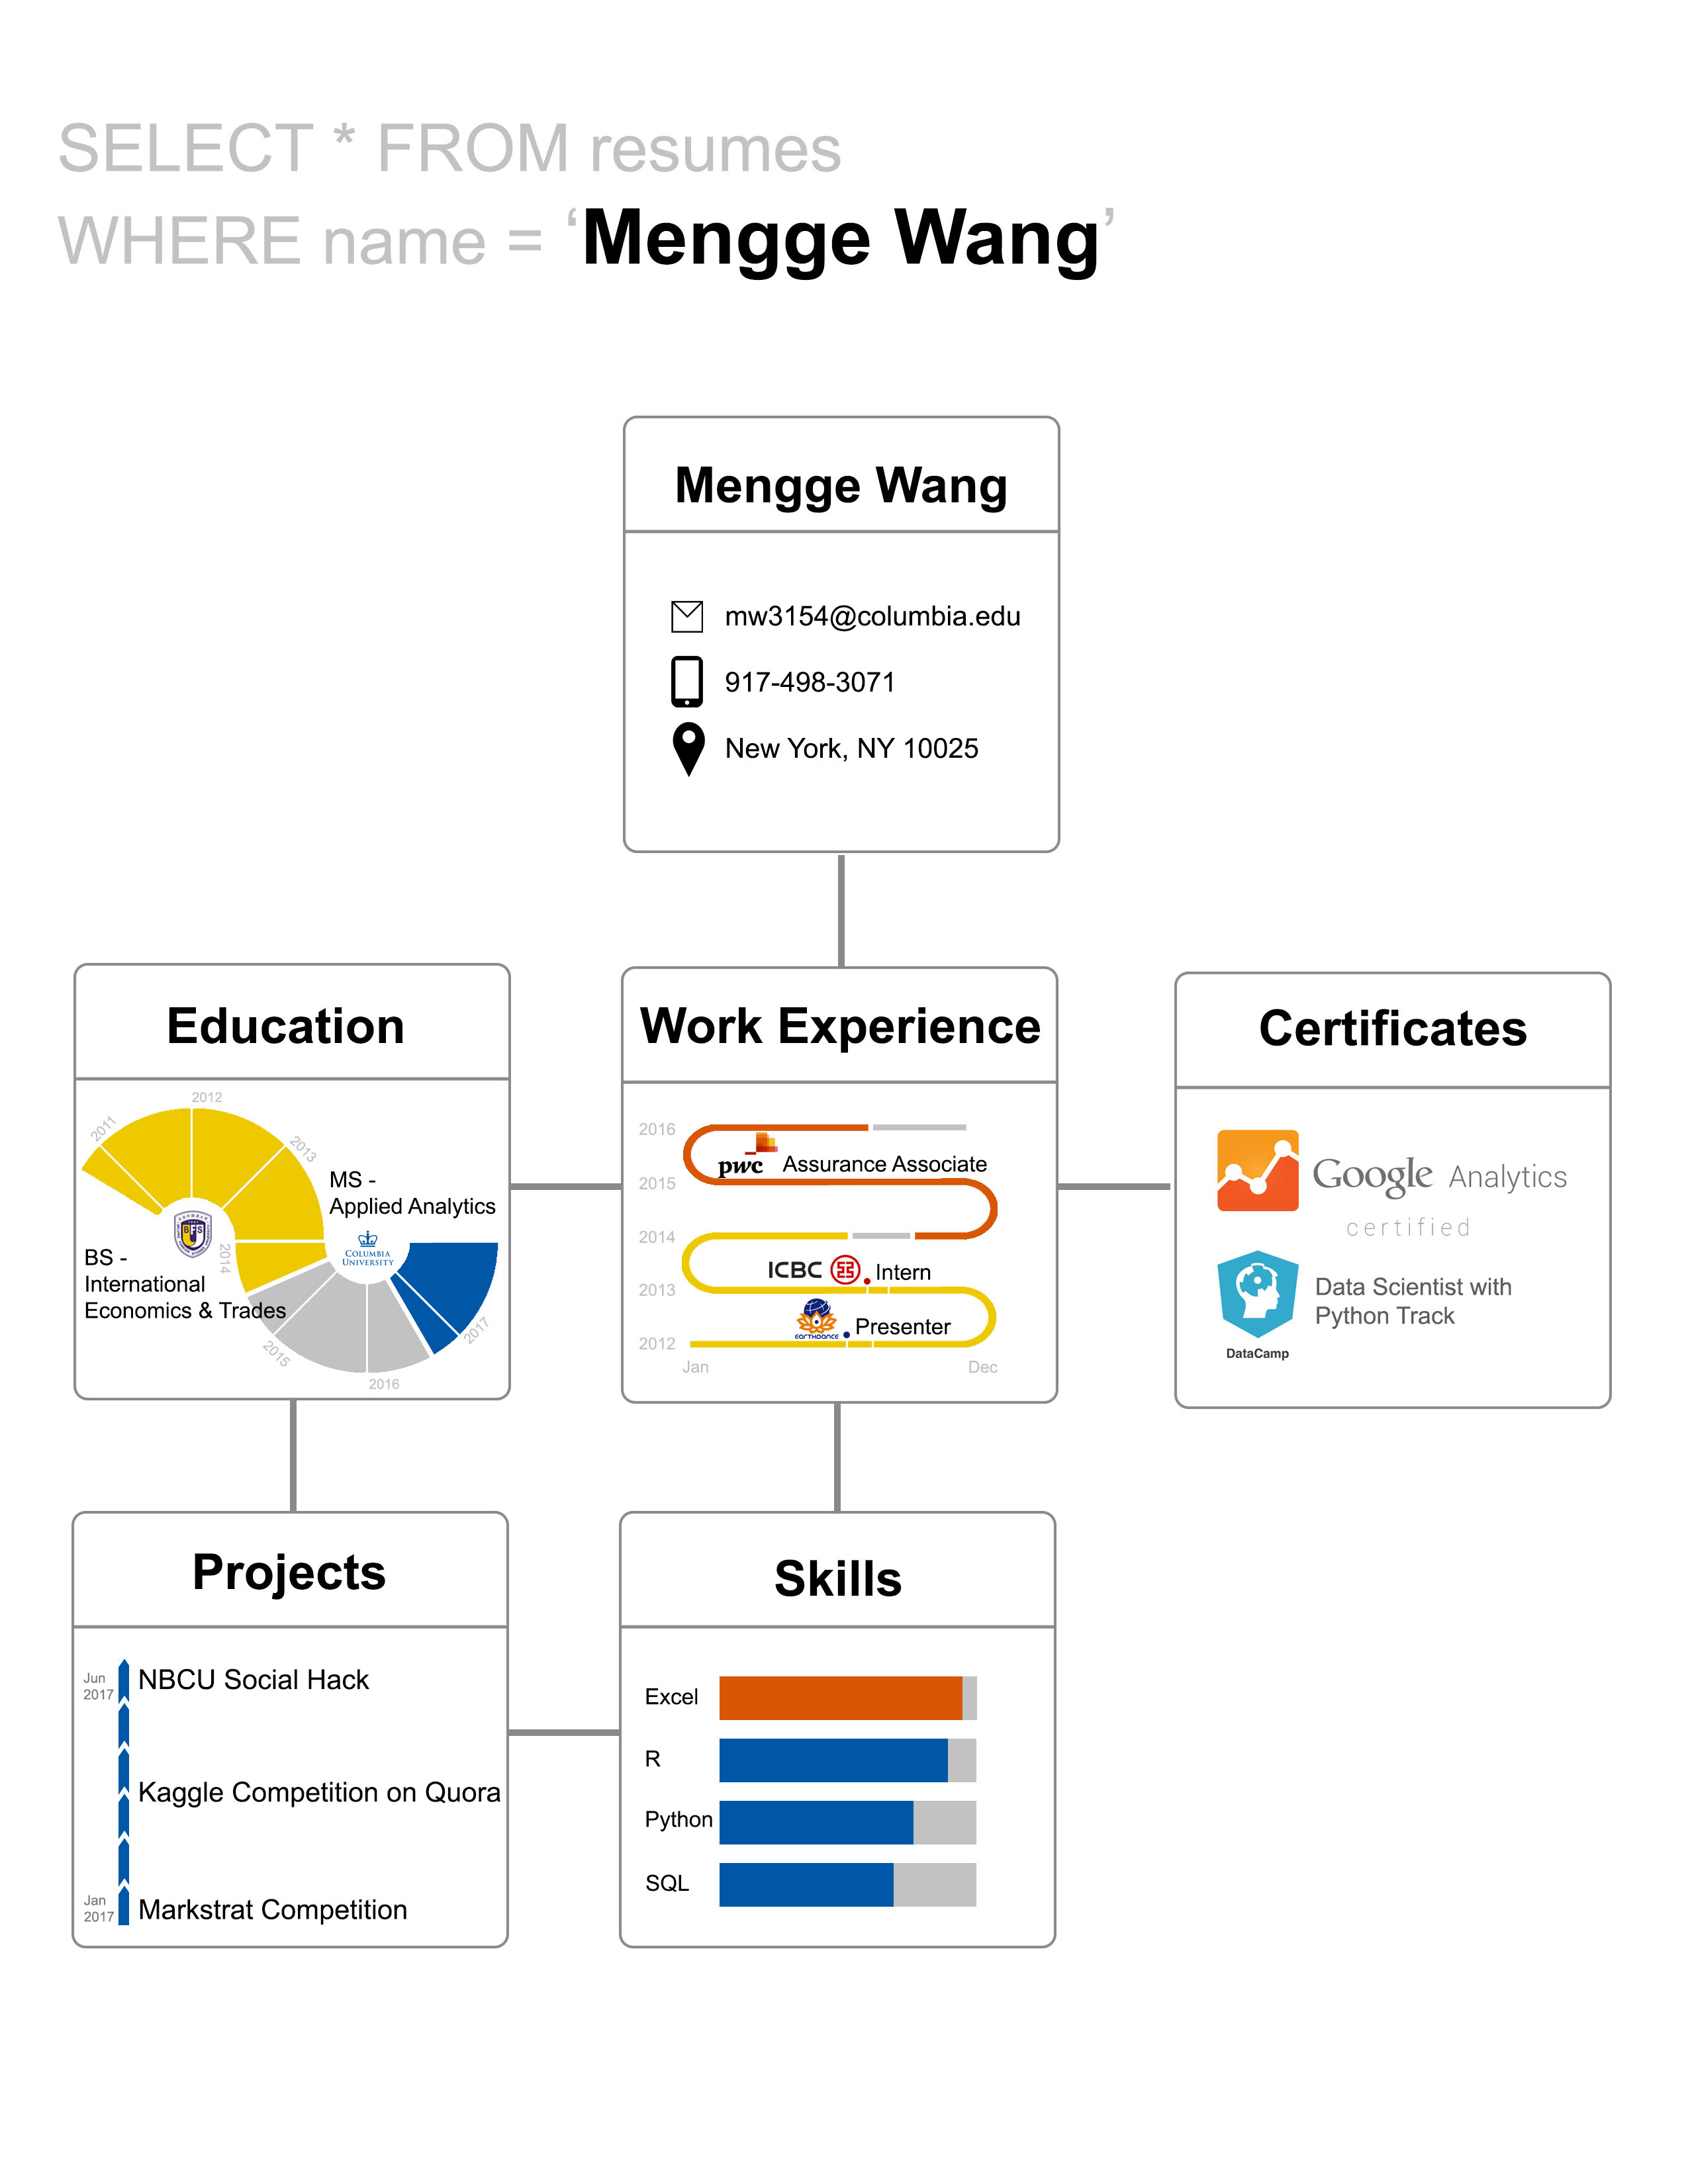 SELECT * FROM resumes
WHERE name = ‘Mengge Wang’
Mengge Wang
mw3154@columbia.edu
917-498-3071
New York, NY 10025
Education
2011
2012
2013
2014
2015
2016
2017
MS -
Applied Analytics
COLUMBIA
UNIVERSITY
BFS
BS -
International
Economics & Trades
Work Experience
2016
pwc Assurance Associate
2015
2014
ICBC Intern
2013
EARTHDANCE Presenter
2012
Jan Dec
Certificates
Google Analytics
certified
Data Scientist with
Python Track
DataCamp
Projects
Jun
2017
NBCU Social Hack
Kaggle Competition on Quora
Jan
2017
Markstrat Competition
Skills
Excel
R
Python
SQL